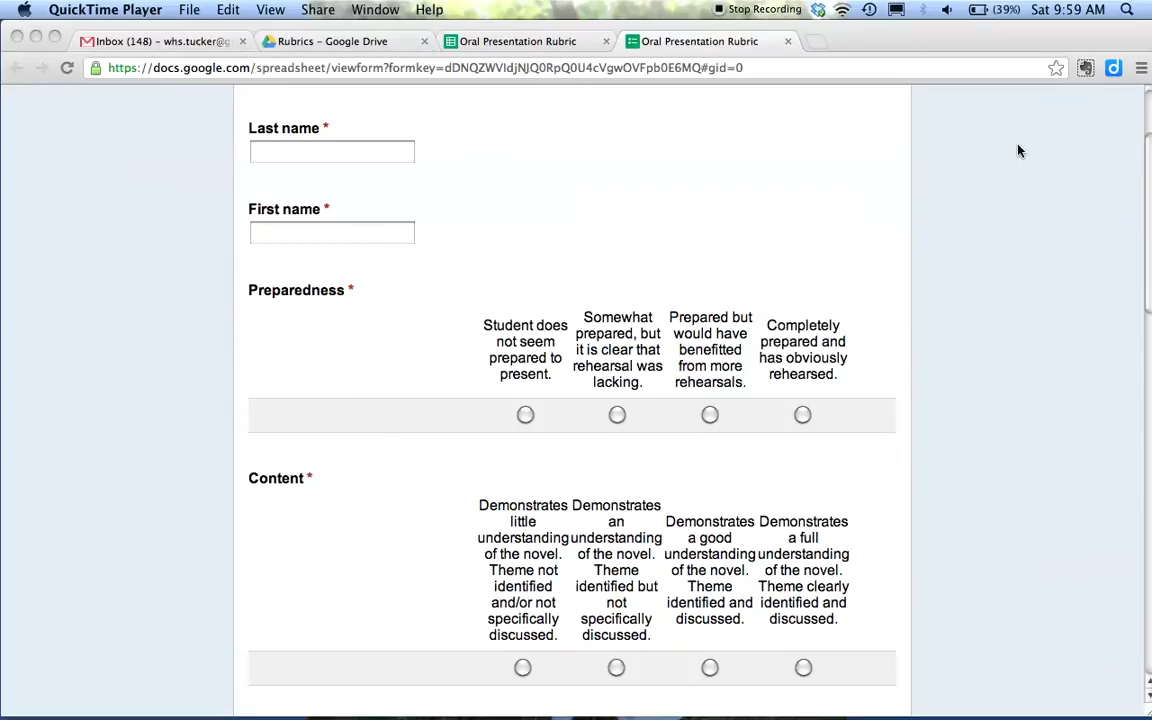 QuickTime Player File Edit View Share Window Help Stop Recording (39%) Sat 9:59 AM
Inbox (148) – whs.tucker@g
Rubrics – Google Drive
Oral Presentation Rubric
Oral Presentation Rubric
https://docs.google.com/spreadsheet/viewform?formkey=dDNQZWVIdjNJQ0RpQ0U4cVgwOVFpb0E6MQ#gid=0
Last name *
First name *
Preparedness *
Student does
not seem
prepared to
present.
Somewhat
prepared, but
it is clear that
rehearsal was
lacking.
Prepared but
would have
benefitted
from more
rehearsals.
Completely
prepared and
has obviously
rehearsed.
Content *
Demonstrates
little
understanding
of the novel.
Theme not
identified
and/or not
specifically
discussed.
Demonstrates
an
understanding
of the novel.
Theme
identified but
not
specifically
discussed.
Demonstrates
a good
understanding
of the novel.
Theme
identified and
discussed.
Demonstrates
a full
understanding
of the novel.
Theme clearly
identified and
discussed.